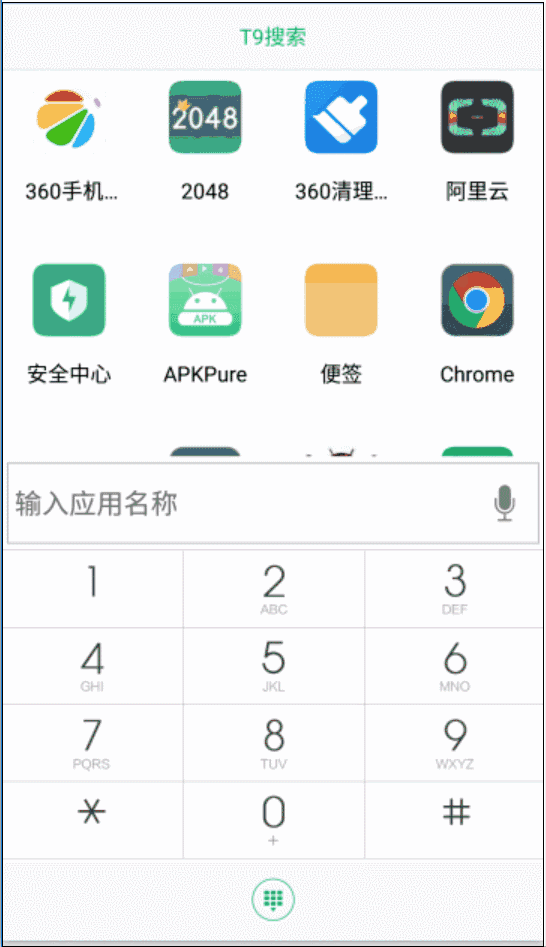 T9搜索
2048
360手机... 2048 360清理... 阿里云
APK
安全中心 APKPure 便签 Chrome
输入应用名称
1 2 3
ABC DEF
4 5 6
GHI JKL MNO
7 8 9
PQRS TUV WXYZ
* 0 #
+